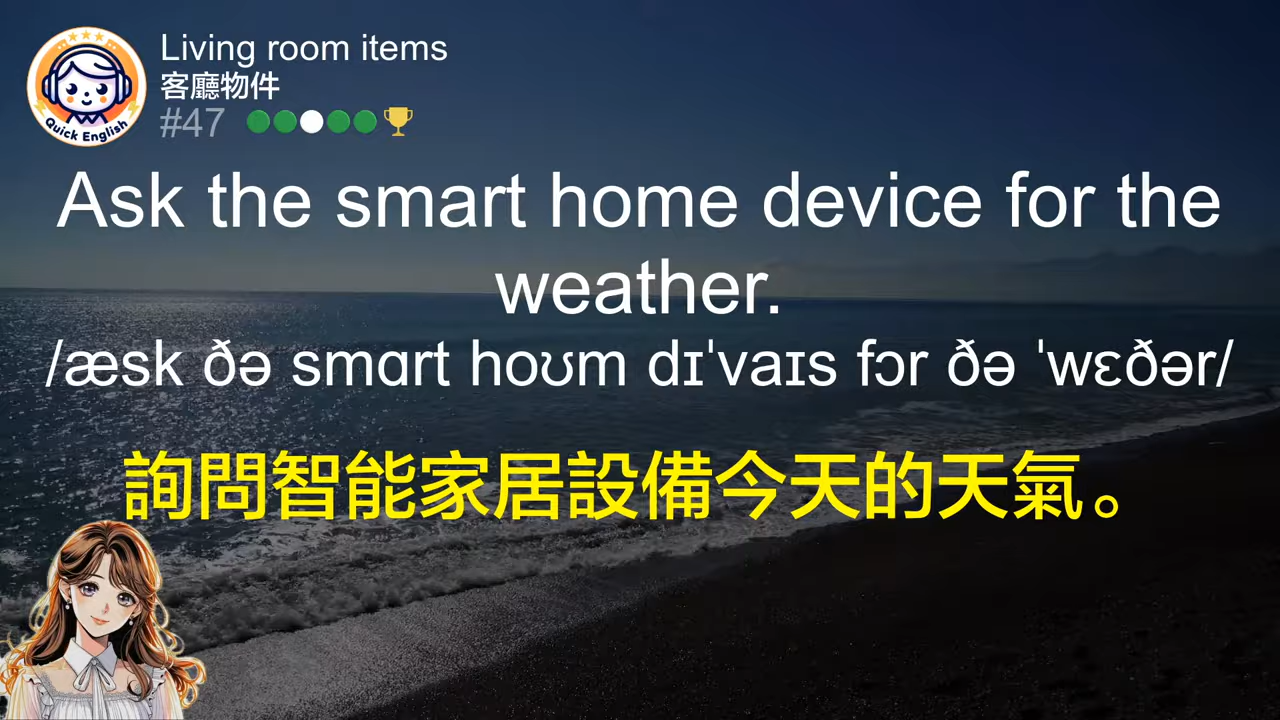 Quick English
Living room items
客廳物件
#47
Ask the smart home device for the
weather.
/æsk ðə smɑrt hoʊm dɪˈvaɪs fɔr ðə ˈwɛðər/
詢問智能家居設備今天的天氣。